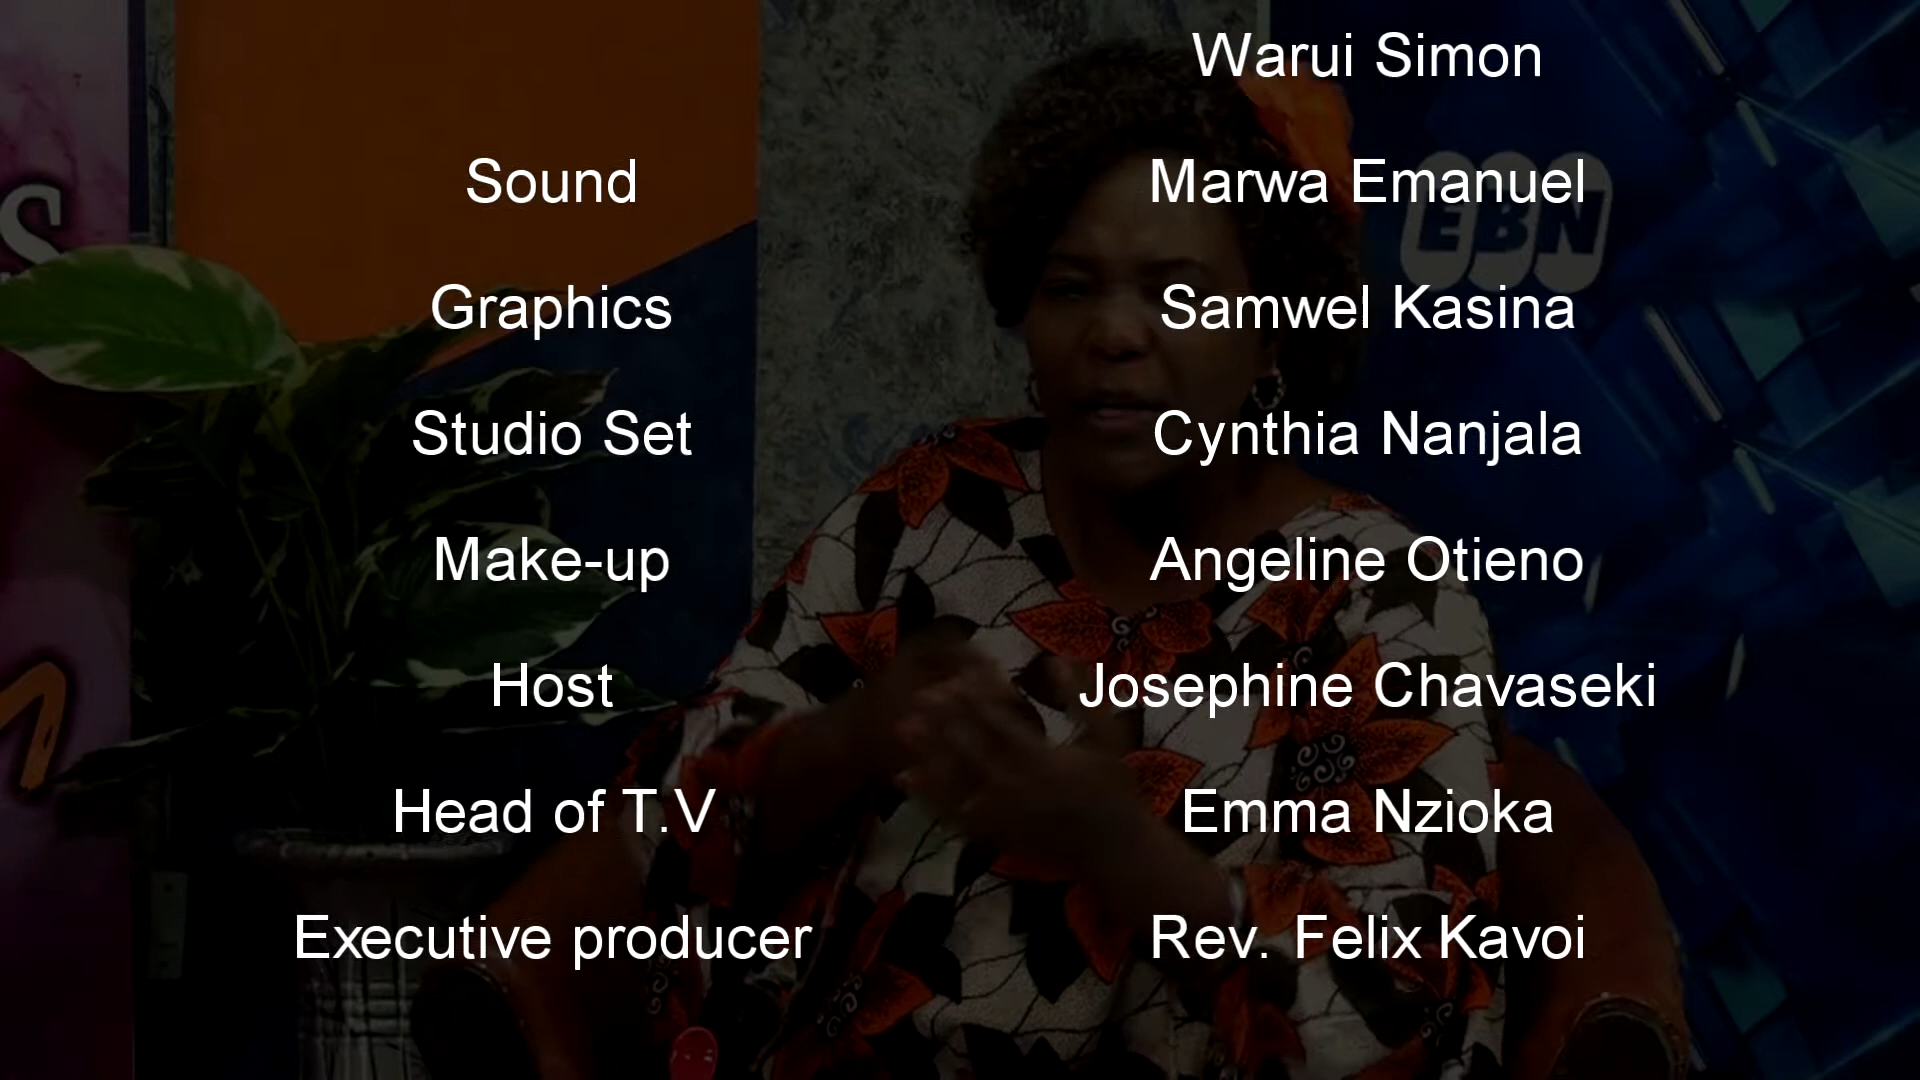 Warui Simon
Sound Marwa Emanuel
EBN
Graphics Samwel Kasina
Studio Set Cynthia Nanjala
Make-up Angeline Otieno
Host Josephine Chavaseki
Head of T.V Emma Nzioka
Executive producer Rev. Felix Kavoi